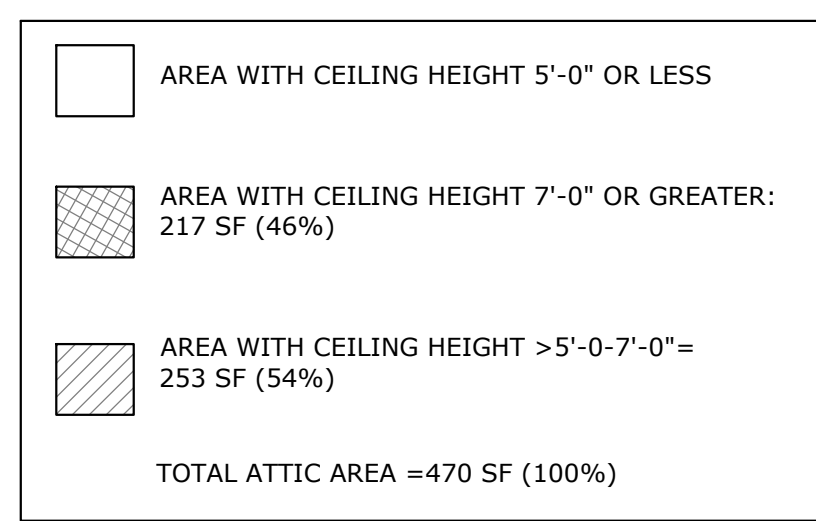 AREA WITH CEILING HEIGHT 5'-0" OR LESS
AREA WITH CEILING HEIGHT 7'-0" OR GREATER:
217 SF (46%)
AREA WITH CEILING HEIGHT >5'-0-7'-0"=
253 SF (54%)
TOTAL ATTIC AREA =470 SF (100%)